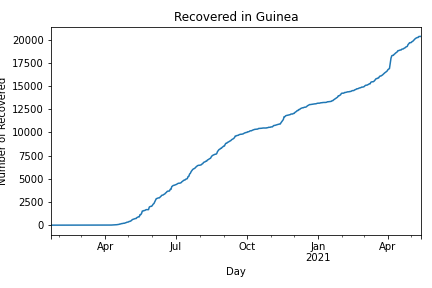 Recovered in Guinea
Number of Recovered
20000
17500
15000
12500
10000
7500
5000
2500
0
Apr
Jul
Oct
Jan
2021
Apr
Day